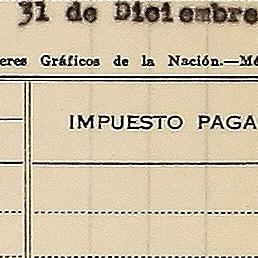 31 de Diciembre
eres Gráficos de la Nación.—Mé
IMPUESTO PAGA